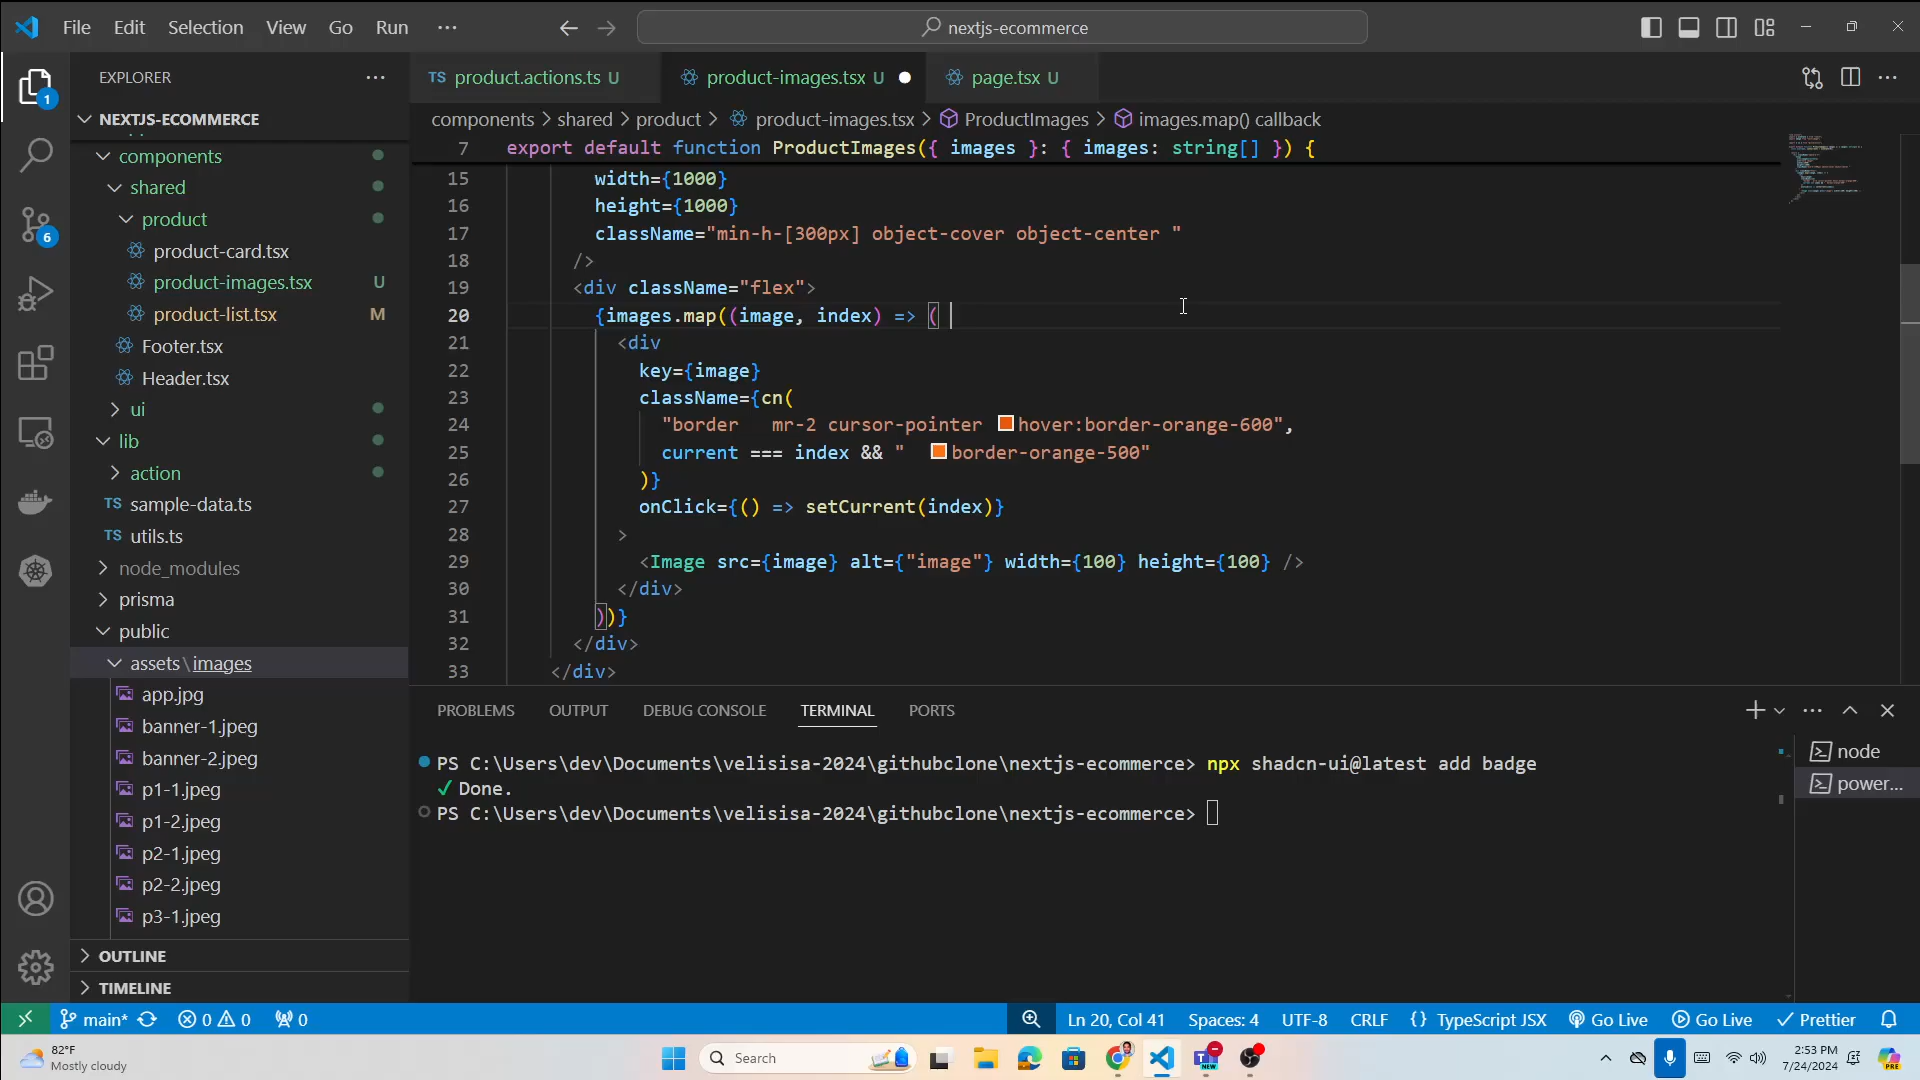 File Edit Selection View Go Run ···
nextjs-ecommerce
EXPLORER
NEXTJS-ECOMMERCE
components
shared
product
product-card.tsx
product-images.tsx U
product-list.tsx M
Footer.tsx
Header.tsx
ui
lib
action
TS sample-data.ts
TS utils.ts
node_modules
prisma
public
assets\images
app.jpg
banner-1.jpeg
banner-2.jpeg
p1-1.jpeg
p1-2.jpeg
p2-1.jpeg
p2-2.jpeg
p3-1.jpeg
OUTLINE
TIMELINE
1
6
TS product.actions.ts U
product-images.tsx U
page.tsx U
components > shared > product > product-images.tsx > ProductImages > images.map() callback
7 export default function ProductImages({ images }: { images: string[] }) {
15 width={1000}
16 height={1000}
17 className="min-h-[300px] object-cover object-center "
18 />
19 <div className="flex">
20 {images.map((image, index) => (
21 <div
22 key={image}
23 className={cn(
24 "border   mr-2 cursor-pointer hover:border-orange-600",
25 current === index && "  border-orange-500"
26 )}
27 onClick={() => setCurrent(index)}
28 >
29 <Image src={image} alt={"image"} width={100} height={100} />
30 </div>
31 ))}
32 </div>
33 </div>
PROBLEMS OUTPUT DEBUG CONSOLE TERMINAL PORTS
PS C:\Users\dev\Documents\velisisa-2024\githubclone\nextjs-ecommerce> npx shadcn-ui@latest add badge
✓ Done.
PS C:\Users\dev\Documents\velisisa-2024\githubclone\nextjs-ecommerce>
node
power...
main* 0 0 0
Ln 20, Col 41 Spaces: 4 UTF-8 CRLF {} TypeScript JSX Go Live Go Live Prettier
82°F
Mostly cloudy
Search
NEW
2:53 PM
7/24/2024
PRE